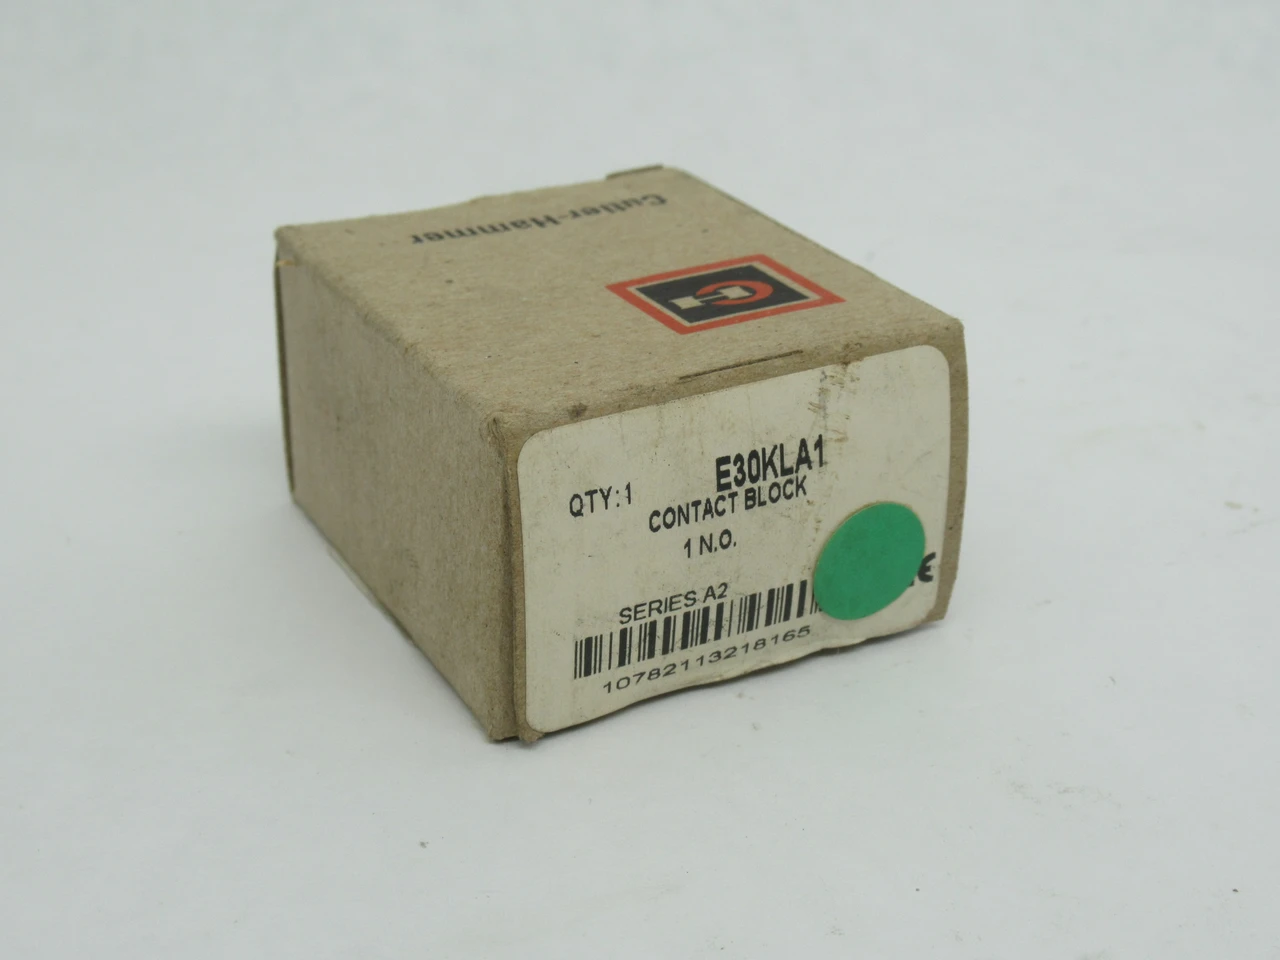 Cutler-Hammer
E30KLA1
QTY: 1
CONTACT BLOCK
1 N.O.
SERIES A2
10782113218165